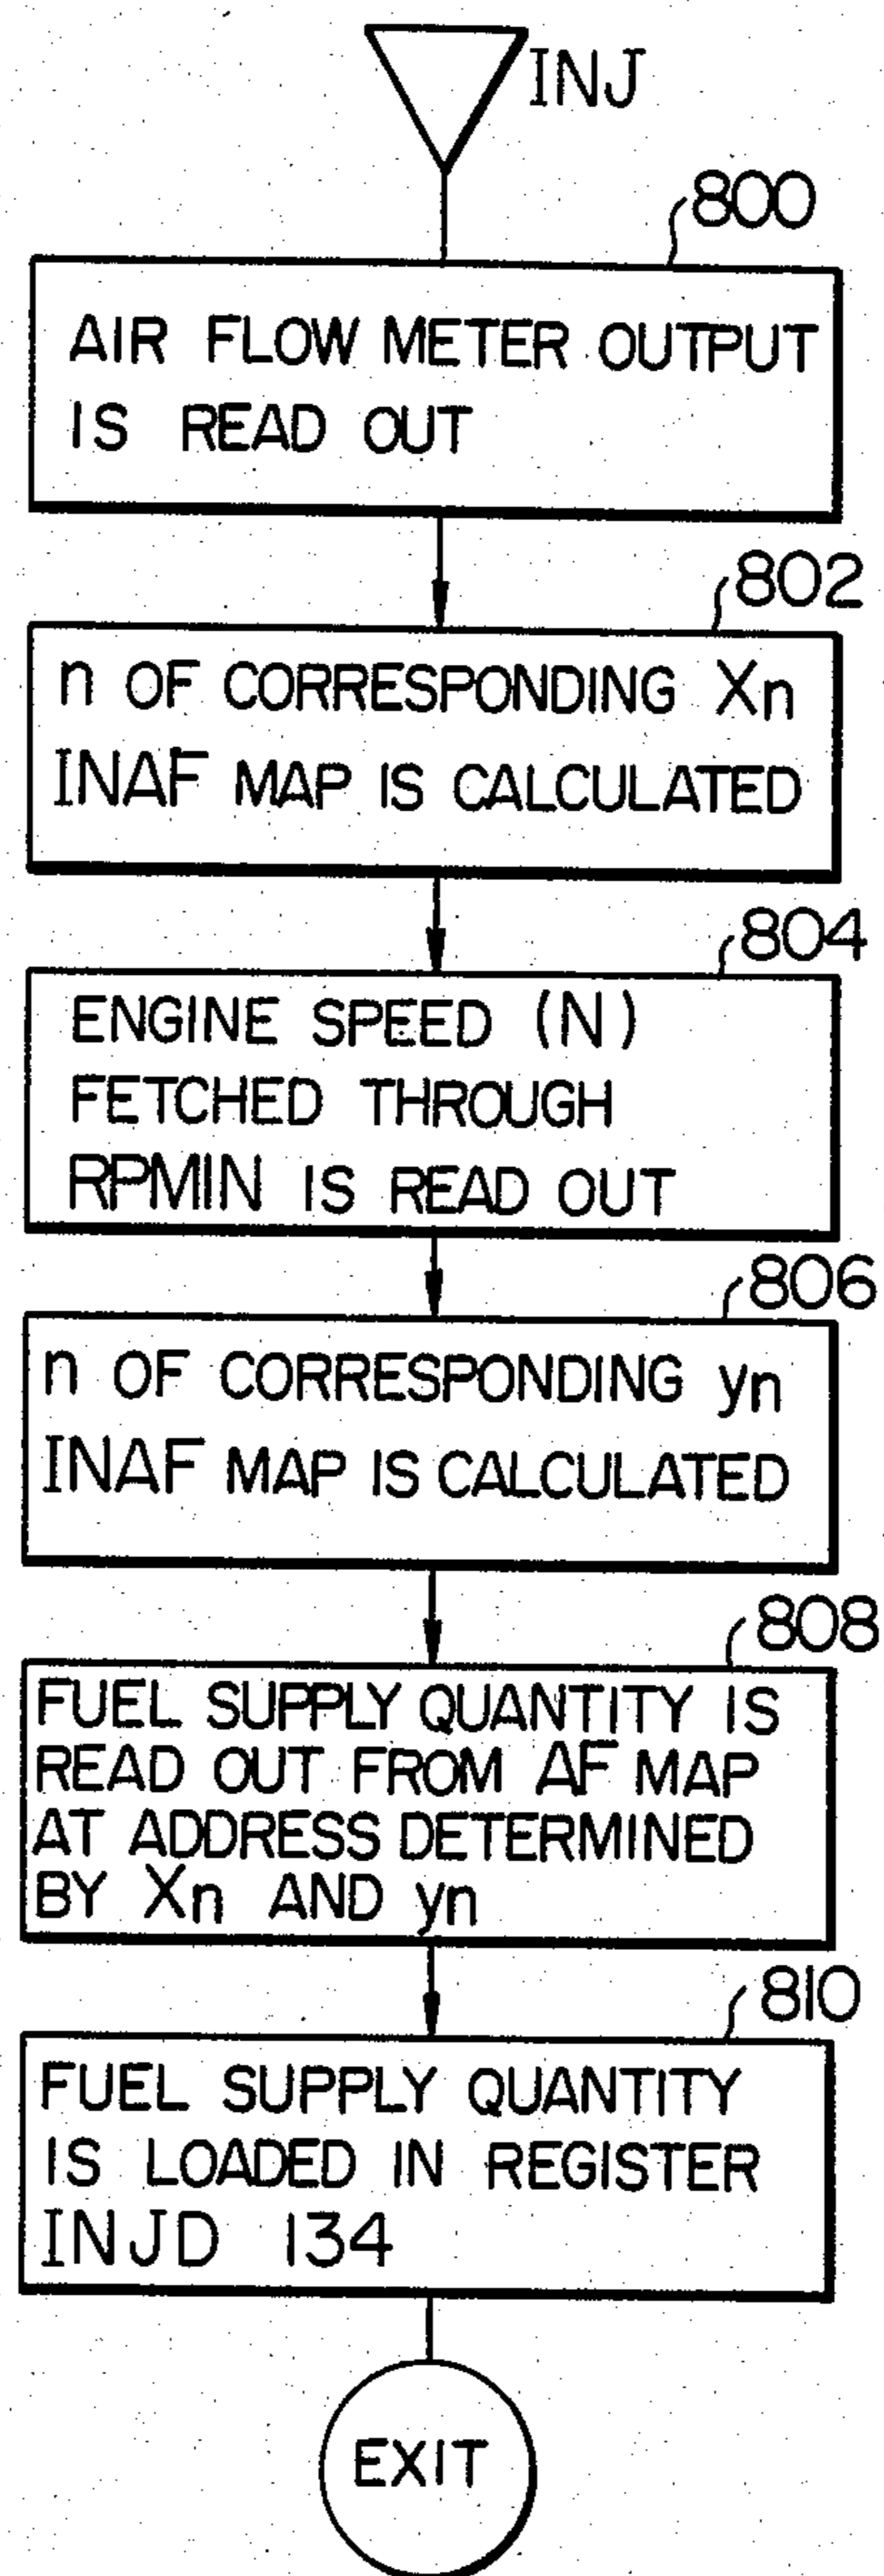 INJ
800
AIR FLOW METER OUTPUT
IS READ OUT
802
n OF CORRESPONDING Xn
INAF MAP IS CALCULATED
804
ENGINE SPEED (N)
FETCHED THROUGH
RPMIN IS READ OUT
806
n OF CORRESPONDING yn
INAF MAP IS CALCULATED
808
FUEL SUPPLY QUANTITY IS
READ OUT FROM AF MAP
AT ADDRESS DETERMINED
BY Xn AND yn
810
FUEL SUPPLY QUANTITY
IS LOADED IN REGISTER
INJD 134
EXIT